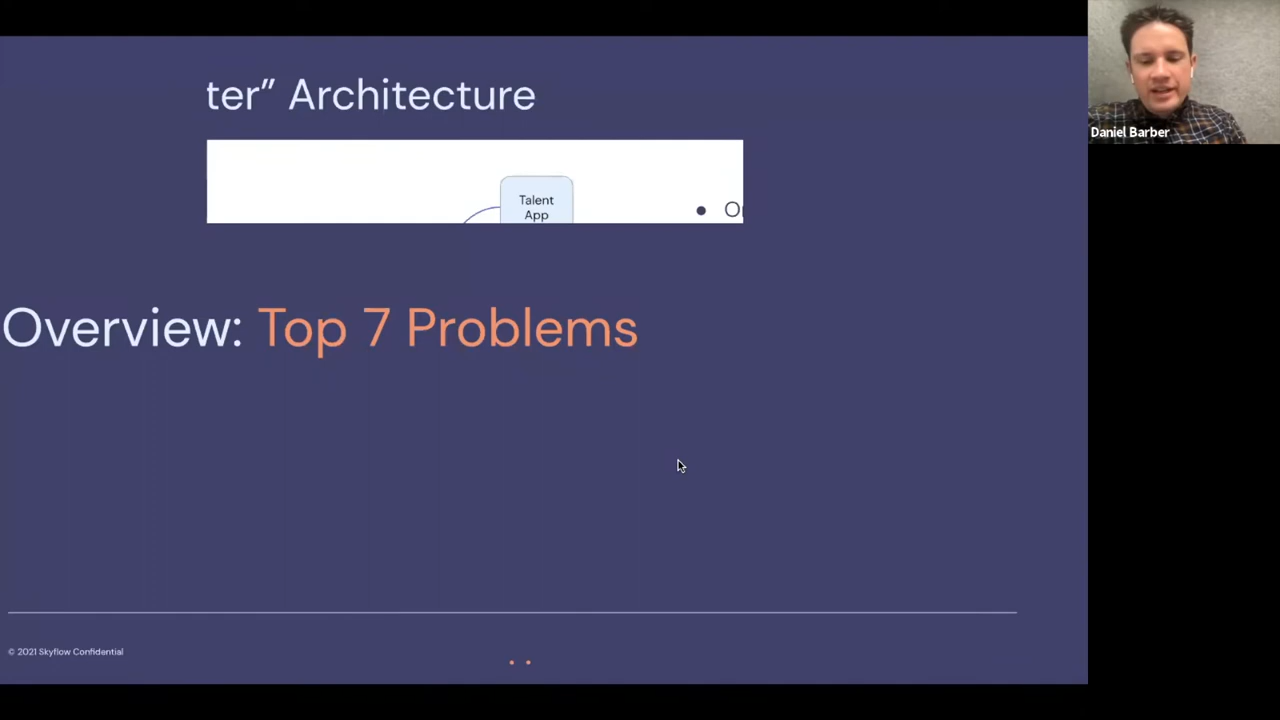 ter” Architecture
Talent
App
Overview: Top 7 Problems
© 2021 Skyflow Confidential
Daniel Barber